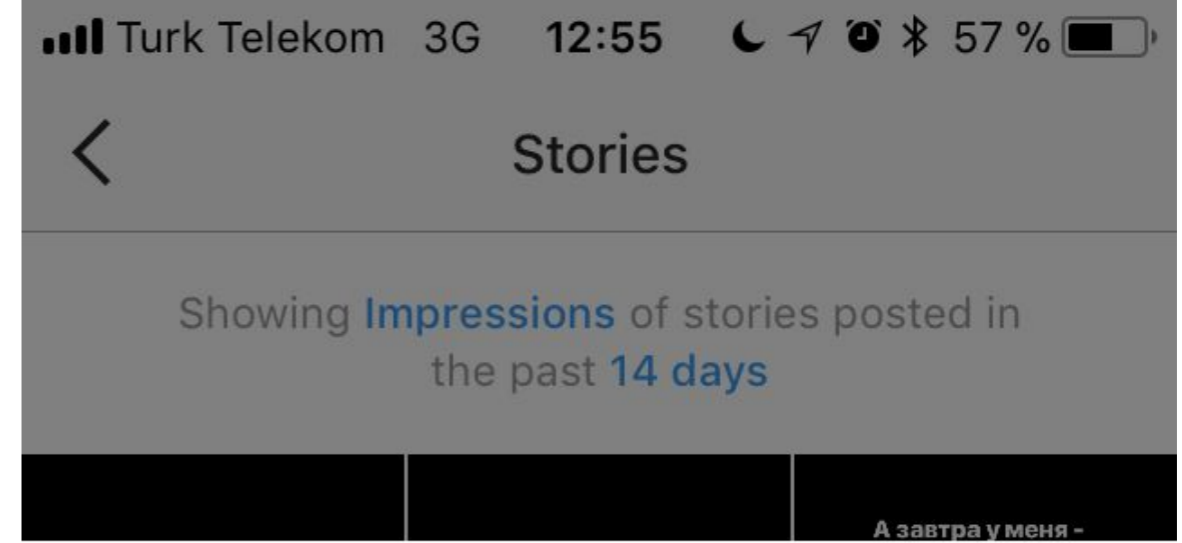 Turk Telekom 3G 12:55 57 %
Stories
Showing Impressions of stories posted in
the past 14 days
А завтра у меня -